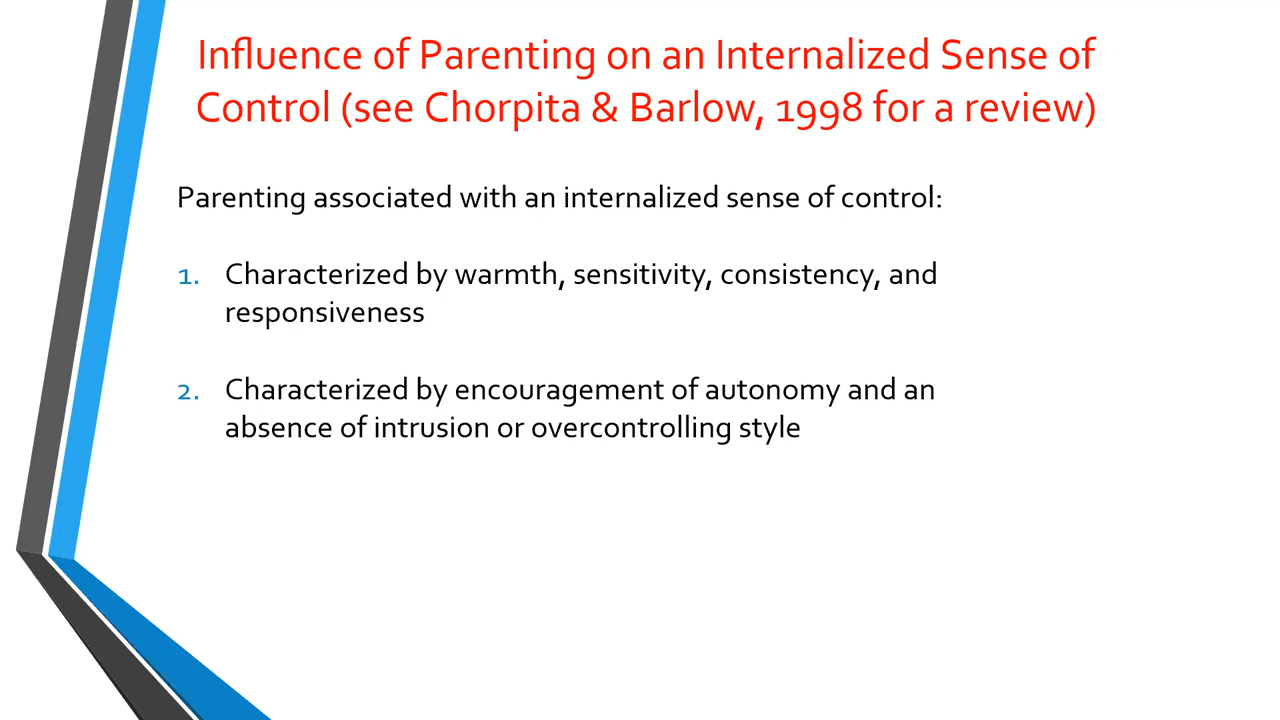 Influence of Parenting on an Internalized Sense of
Control (see Chorpita & Barlow, 1998 for a review)
Parenting associated with an internalized sense of control:
1. Characterized by warmth, sensitivity, consistency, and
responsiveness
2. Characterized by encouragement of autonomy and an
absence of intrusion or overcontrolling style